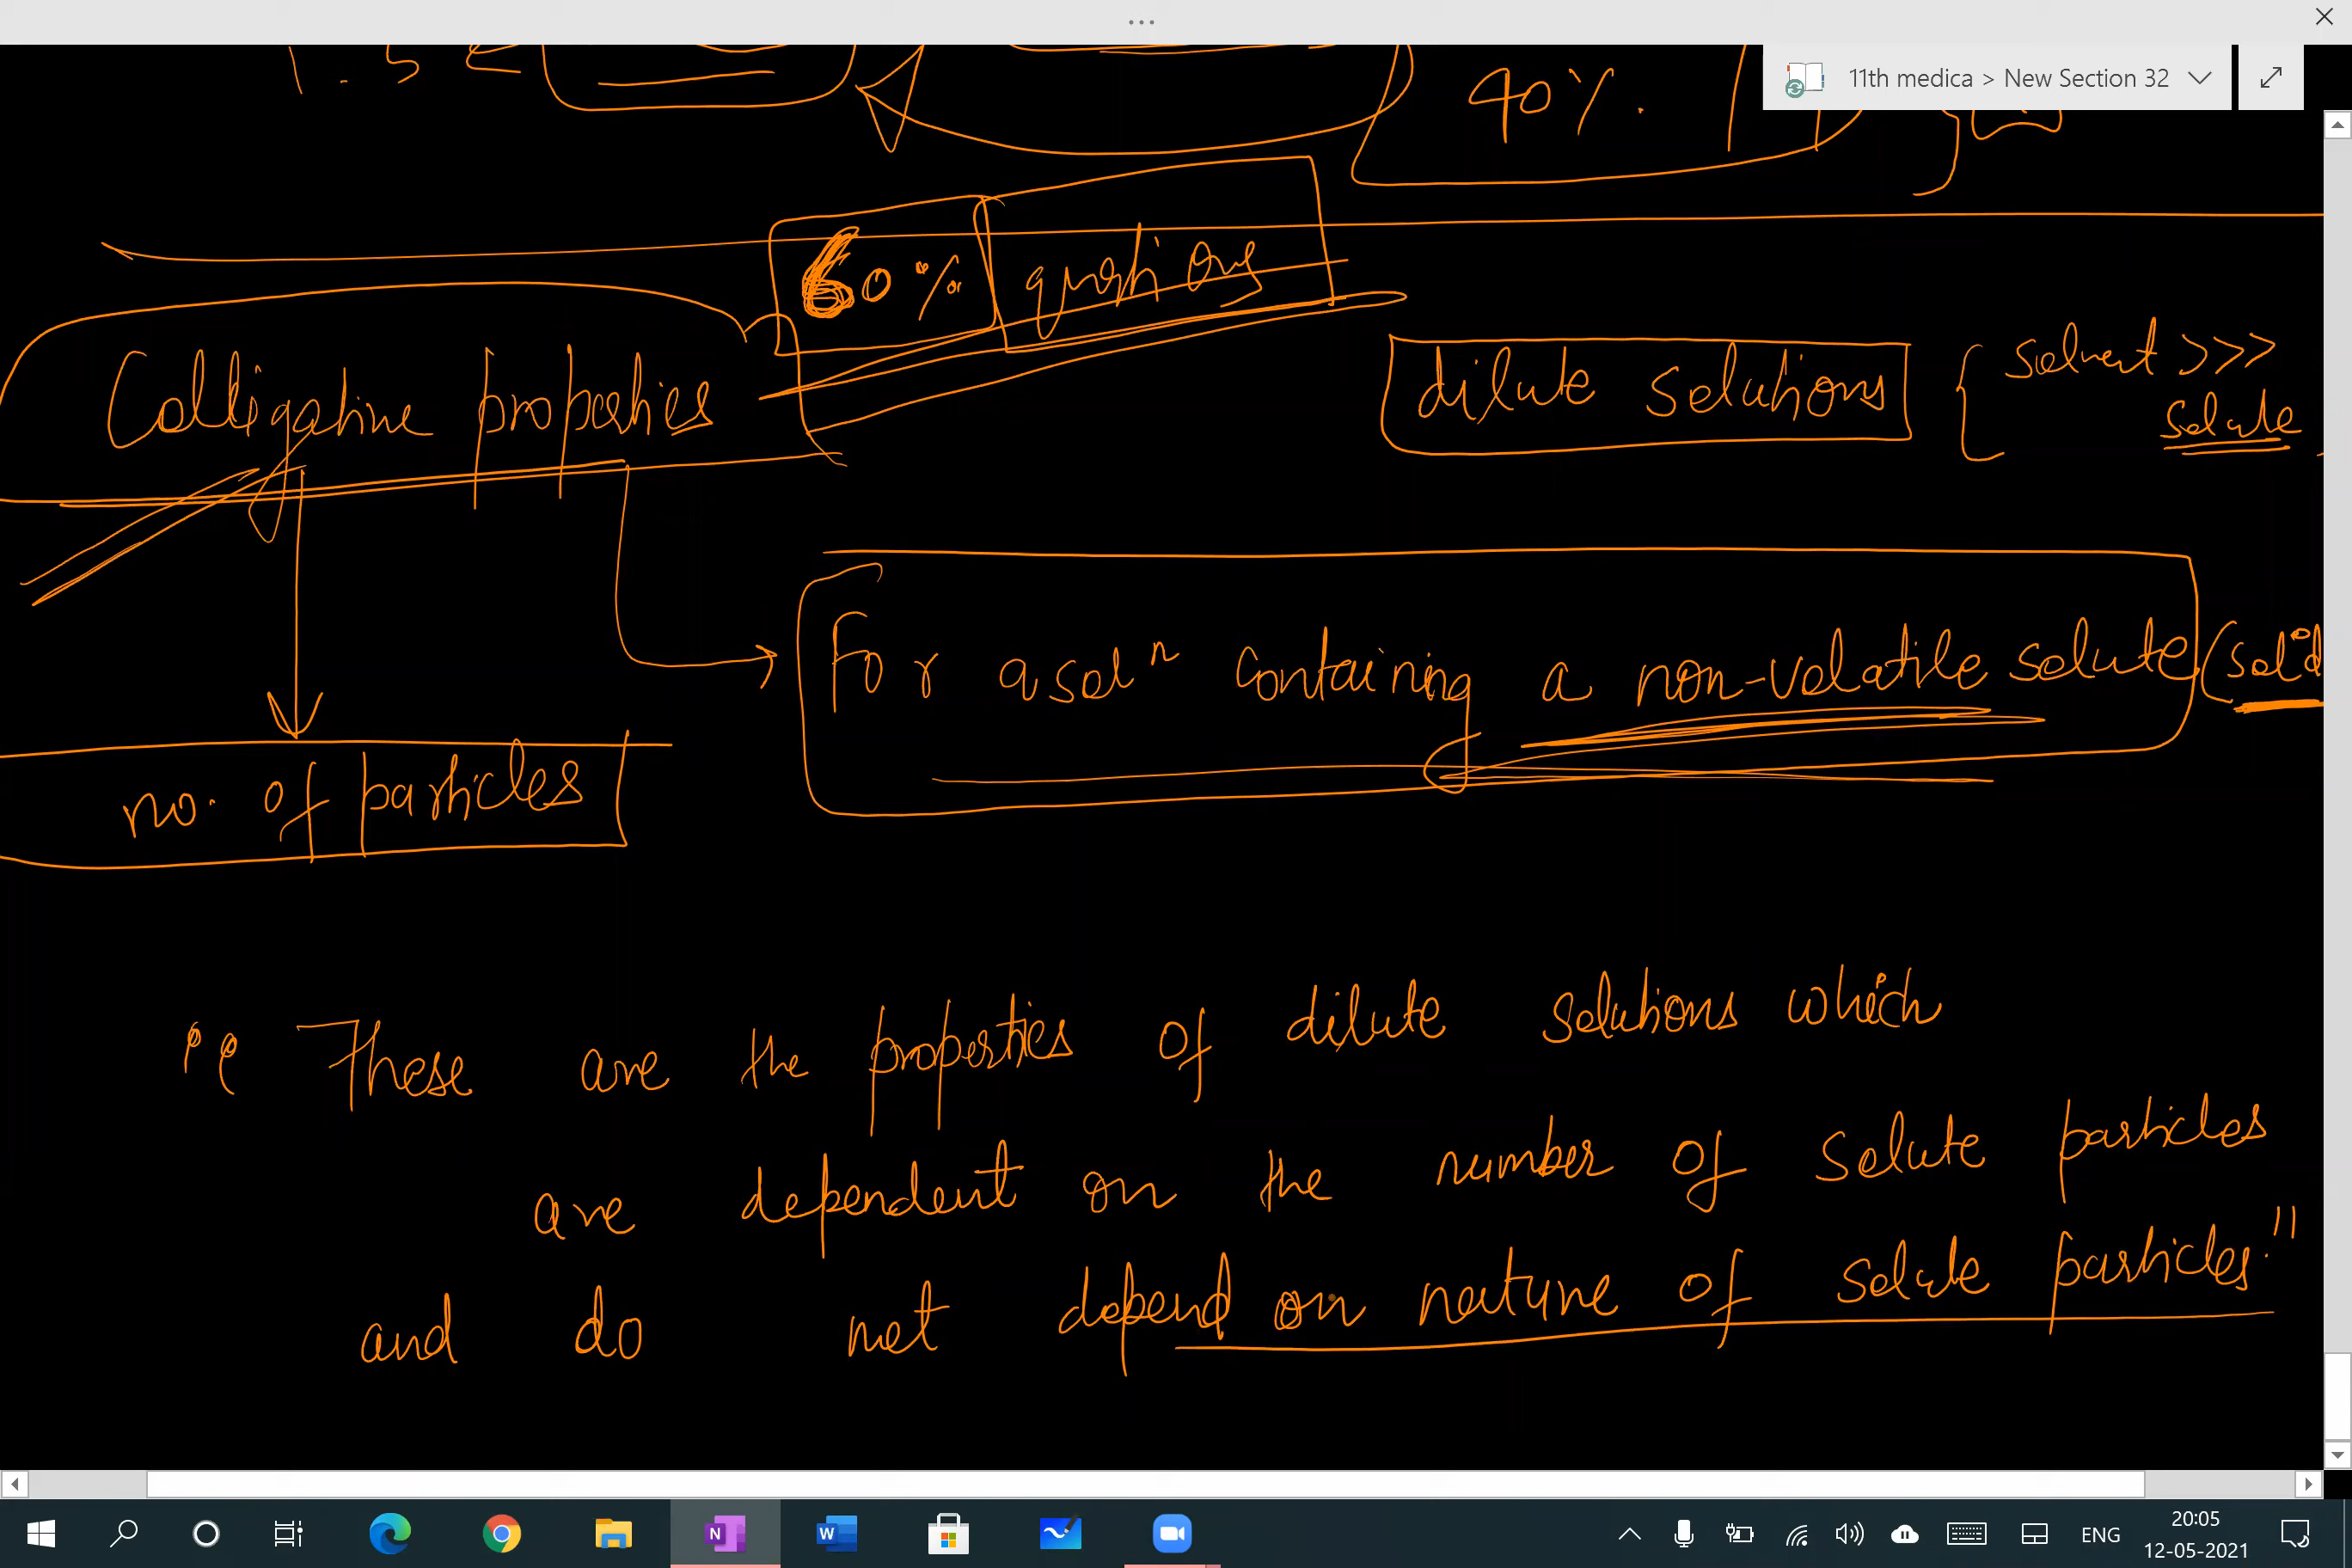 11th medica > New Section 32
40%.
60% questions
Colligative properties
dilute solutions { solvent >>>
solute
For a solⁿ containing a non-volatile solute (solid
no. of particles
"These are the properties of dilute solutions which
are dependent on the number of solute particles
and do not depend on nature of solute particles."
ENG
20:05
12-05-2021